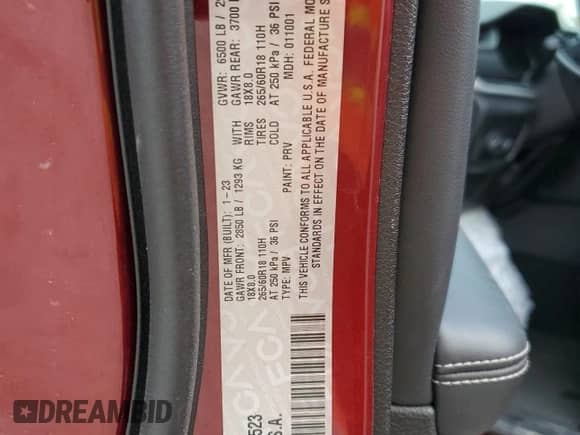 GVWR: 6500 LB / 29
DATE OF MFR (BUILT): 1-23 GAWR REAR: 3700
GAWR FRONT: 2850 LB / 1293 KG WITH 18X8.0
18X8.0 RIMS 265/60R18 110H
265/60R18 110H TIRES AT 250 kPa / 36 PSI
AT 250 kPa / 36 PSI COLD
TYPE: MPV PAINT: PRV MDH: 011001
THIS VEHICLE CONFORMS TO ALL APPLICABLE U.S.A. FEDERAL MO
STANDARDS IN EFFECT ON THE DATE OF MANUFACTURE S
523
S.A.
DREAMBID